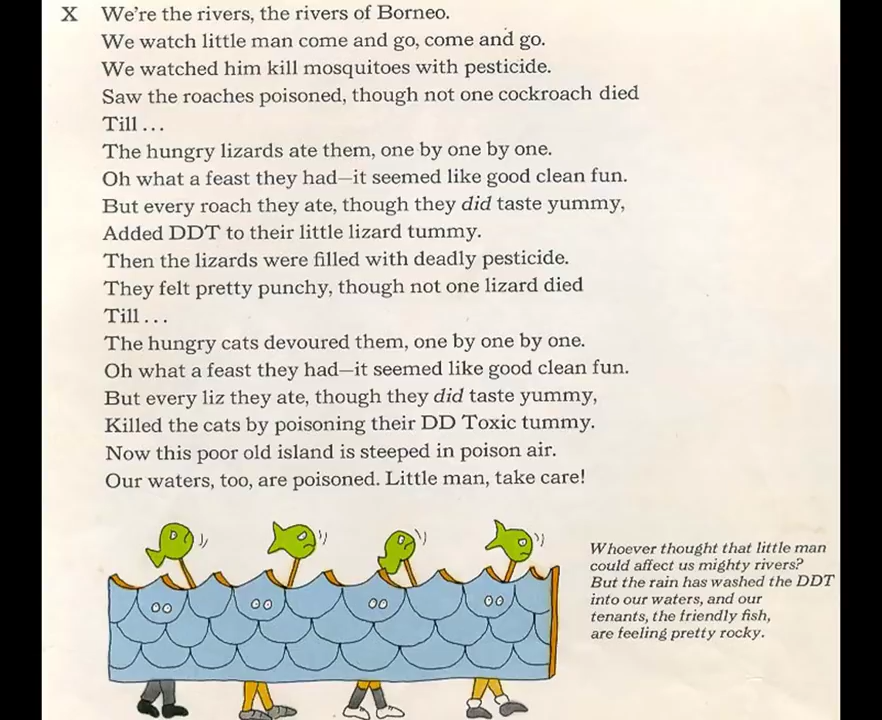 X We're the rivers, the rivers of Borneo.
We watch little man come and go, come and go.
We watched him kill mosquitoes with pesticide.
Saw the roaches poisoned, though not one cockroach died
Till ...
The hungry lizards ate them, one by one by one.
Oh what a feast they had—it seemed like good clean fun.
But every roach they ate, though they did taste yummy,
Added DDT to their little lizard tummy.
Then the lizards were filled with deadly pesticide.
They felt pretty punchy, though not one lizard died
Till ...
The hungry cats devoured them, one by one by one.
Oh what a feast they had—it seemed like good clean fun.
But every liz they ate, though they did taste yummy,
Killed the cats by poisoning their DD Toxic tummy.
Now this poor old island is steeped in poison air.
Our waters, too, are poisoned. Little man, take care!
Whoever thought that little man
could affect us mighty rivers?
But the rain has washed the DDT
into our waters, and our
tenants, the friendly fish,
are feeling pretty rocky.